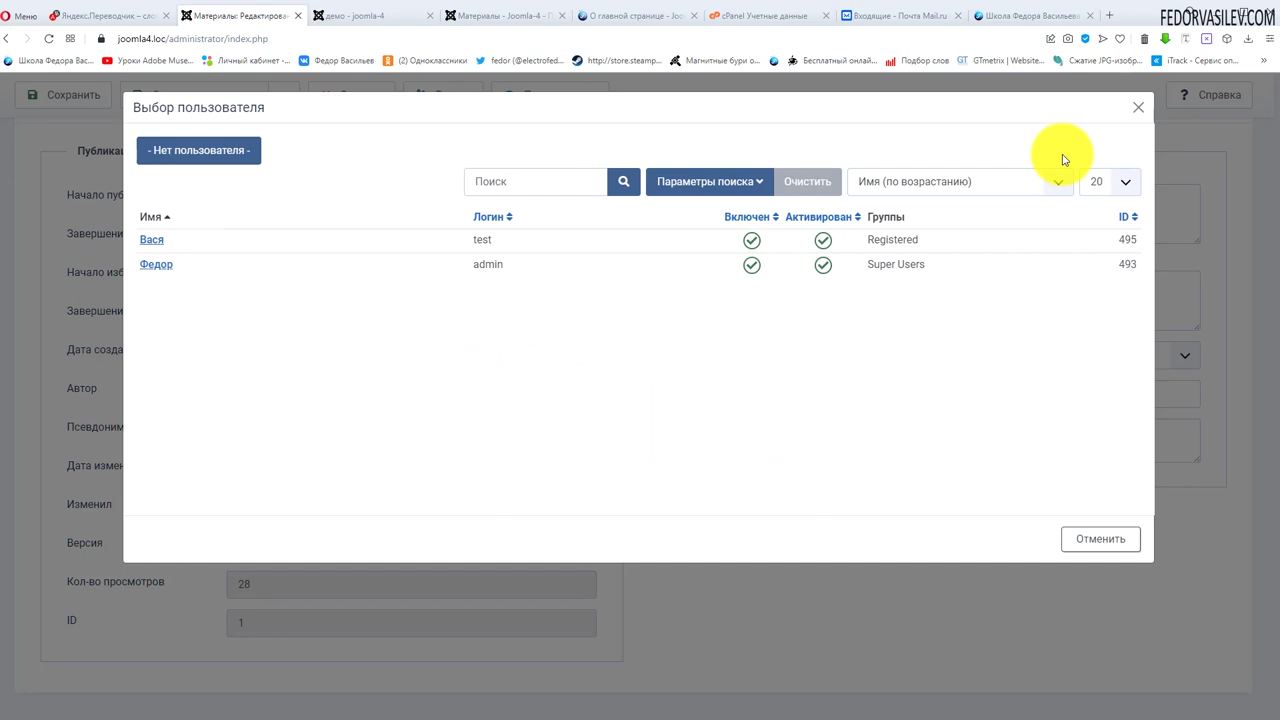 Меню
Яндекс.Переводчик – сло
Материалы: Редактирован
демо - joomla-4
Материалы - Joomla-4 - П
О главной странице - Joomla
cPanel Учетные данные
Входящие - Почта Mail.ru
Школа Федора Васильева
FEDORVASILEV.COM
joomla4.loc/administrator/index.php
Школа Федора Вас...
Уроки Adobe Muse...
Личный кабинет -...
Федор Васильев
(2) Одноклассники
fedor (@electrofed...
http://store.steamp...
Магнитные бури о...
Бесплатный онлай...
Подбор слов
GTmetrix | Website...
Сжатие JPG-изобр...
iTrack - Сервис оп...
Сохранить
Справка
Выбор пользователя
- Нет пользователя -
Поиск
Параметры поиска
Очистить
Имя (по возрастанию)
20
Имя
Логин
Включен
Активирован
Группы
ID
Вася
test
Registered
495
Федор
admin
Super Users
493
Отменить
Публикац
Начало пуб
Завершени
Начало изб
Завершени
Дата созда
Автор
Псевдоним
Дата измен
Изменил
Версия
Кол-во просмотров
28
ID
1